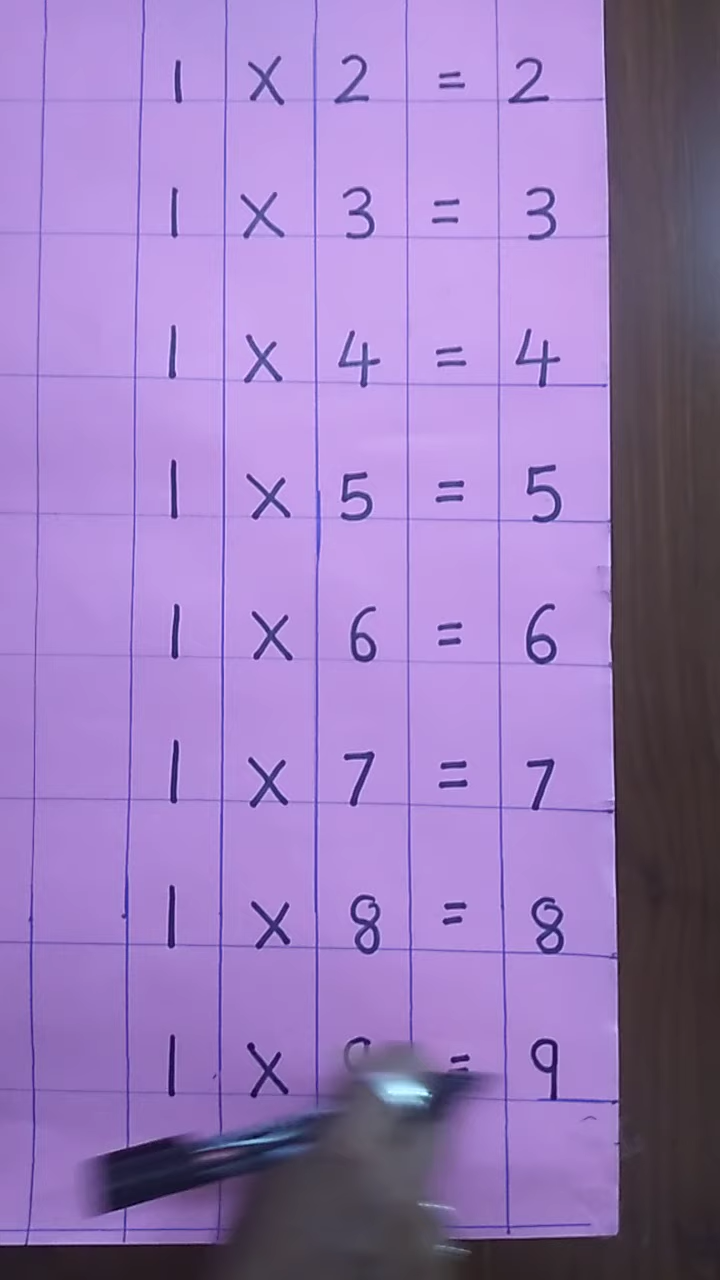 1 X 2 = 2
1 X 3 = 3
1 X 4 = 4
1 X 5 = 5
1 X 6 = 6
1 X 7 = 7
1 X 8 = 8
1 X = 9